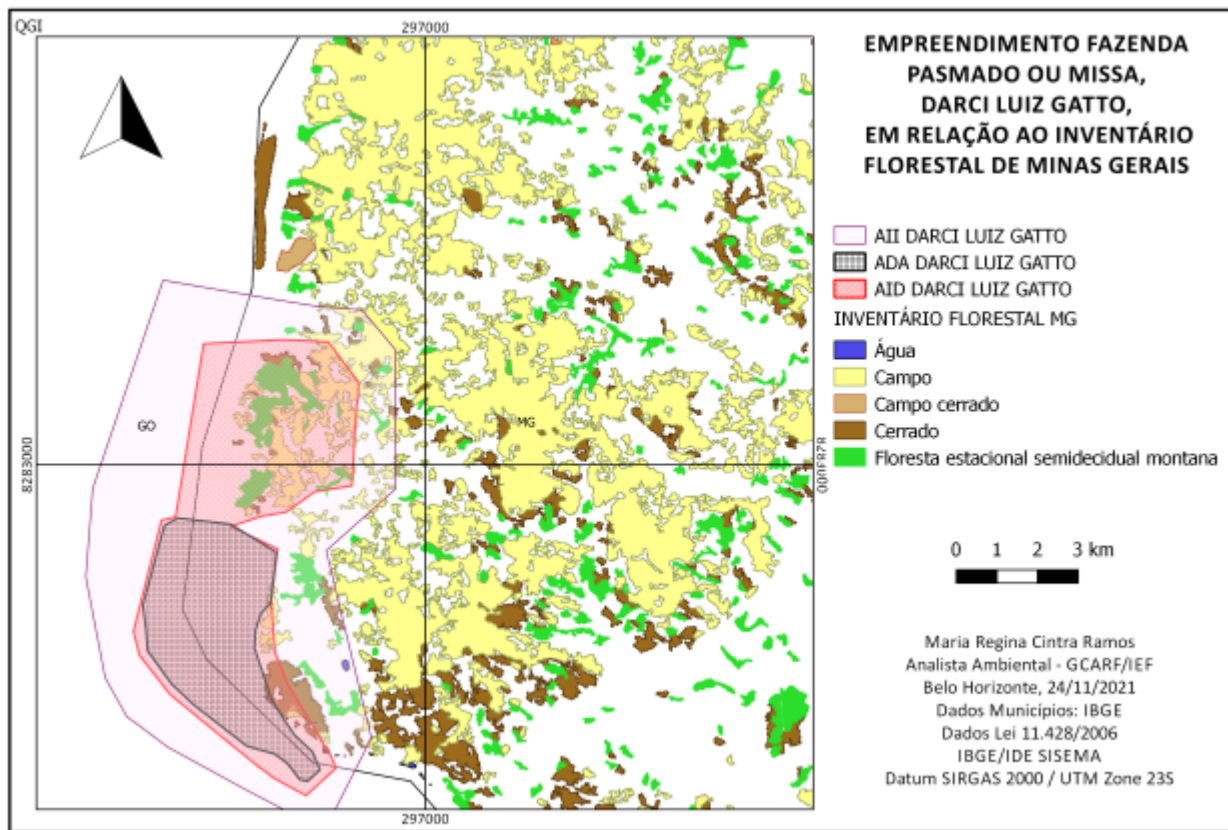 QGI
297000
EMPREENDIMENTO FAZENDA
PASMADO OU MISSA,
DARCI LUIZ GATTO,
EM RELAÇÃO AO INVENTÁRIO
FLORESTAL DE MINAS GERAIS
AII DARCI LUIZ GATTO
ADA DARCI LUIZ GATTO
AID DARCI LUIZ GATTO
INVENTÁRIO FLORESTAL MG
Água
Campo
Campo cerrado
Cerrado
Floresta estacional semidecidual montana
GO
MG
8283000
8283000
0 1 2 3 km
Maria Regina Cintra Ramos
Analista Ambiental - GCARF/IEF
Belo Horizonte, 24/11/2021
Dados Municípios: IBGE
Dados Lei 11.428/2006
IBGE/IDE SISEMA
Datum SIRGAS 2000 / UTM Zone 23S
297000